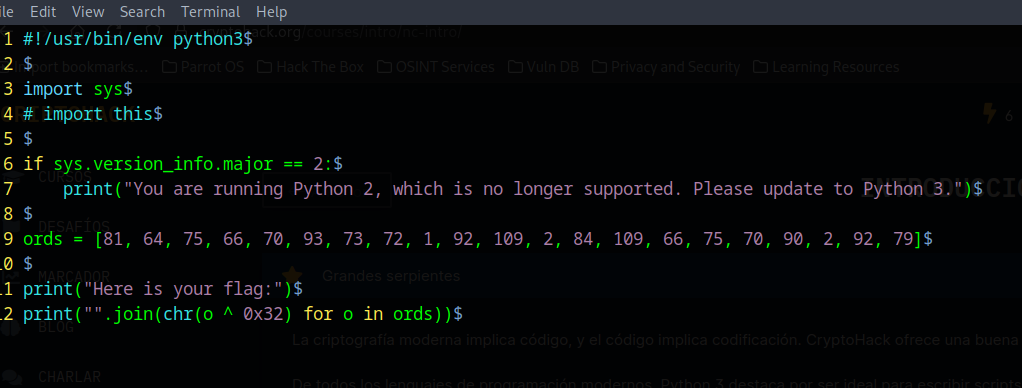 ile Edit View Search Terminal Help
1 #!/usr/bin/env python3$
hack.org/courses/intro/nc-intro/
2 $
import bookmarks... Parrot OS Hack The Box OSINT Services Vuln DB Privacy and Security Learning Resources
3 import sys$
4 # import this$
6
5 $
6 if sys.version_info.major == 2:$
CURSOS
7     print("You are running Python 2, which is no longer supported. Please update to Python 3.")$
INTRODUCCIÓ
8 $
DESAFÍOS
9 ords = [81, 64, 75, 66, 70, 93, 73, 72, 1, 92, 109, 2, 84, 109, 66, 75, 70, 90, 2, 92, 79]$
0 $
MARCADOR
Grandes serpientes
11 print("Here is your flag:")$
12 print("".join(chr(o ^ 0x32) for o in ords))$
BLOG
La criptografía moderna implica código, y el código implica codificación. CryptoHack ofrece una buena
CHARLAR
De todos los lenguajes de programación modernos, Python 3 destaca por ser ideal para escribir